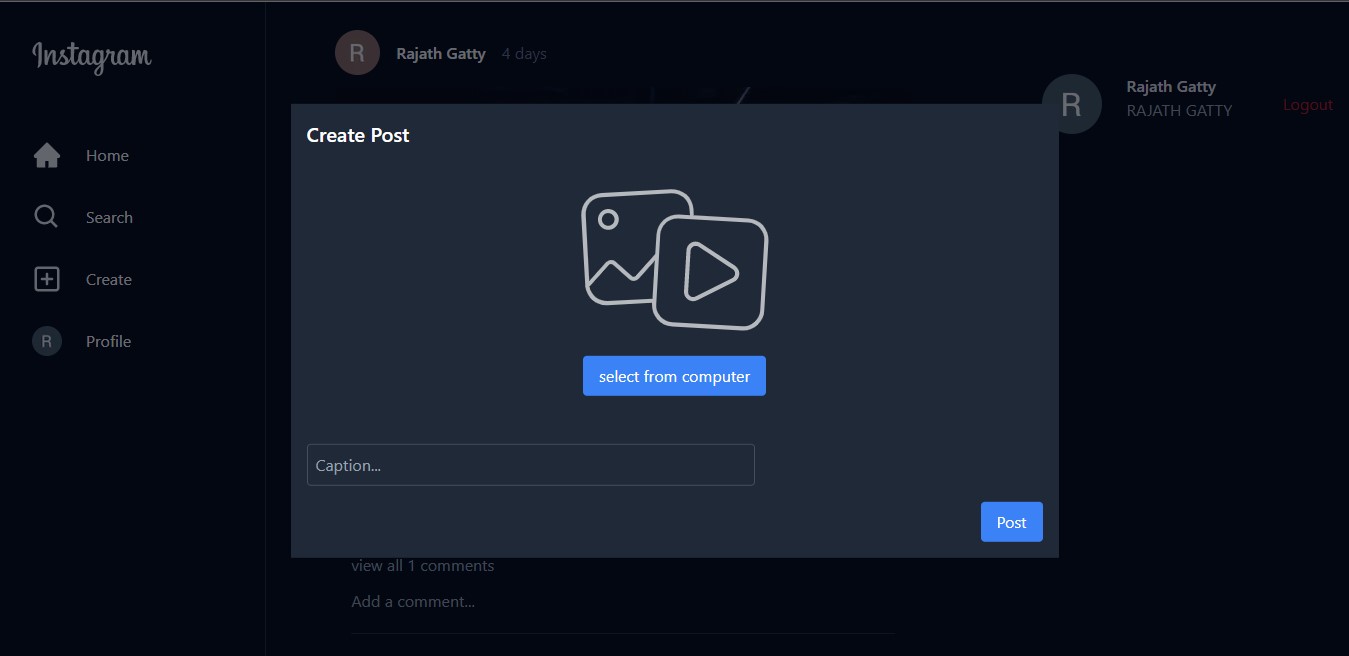 Instagram
Home
Search
Create
R
Profile
R
Rajath Gatty 4 days
R
Rajath Gatty
RAJATH GATTY
Logout
Create Post
select from computer
Caption...
Post
view all 1 comments
Add a comment...